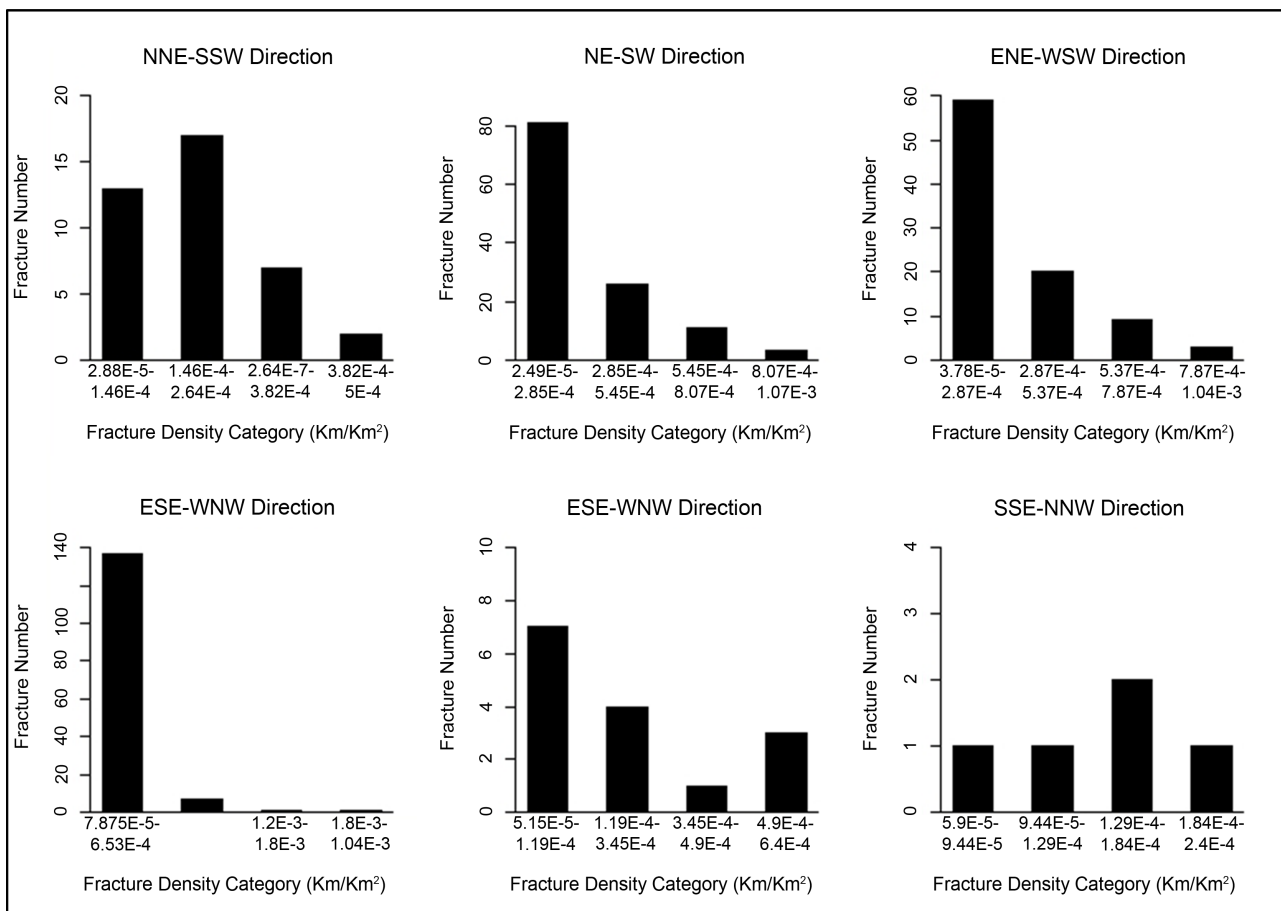 NNE-SSW Direction
Fracture Number
20
15
10
5
0
2.88E-5- 1.46E-4- 2.64E-7- 3.82E-4-
1.46E-4 2.64E-4 3.82E-4 5E-4
Fracture Density Category (Km/Km²)
NE-SW Direction
Fracture Number
80
60
40
20
0
2.49E-5- 2.85E-4- 5.45E-4- 8.07E-4-
2.85E-4 5.45E-4 8.07E-4 1.07E-3
Fracture Density Category (Km/Km²)
ENE-WSW Direction
Fracture Number
60
50
40
30
20
10
0
3.78E-5- 2.87E-4- 5.37E-4- 7.87E-4-
2.87E-4 5.37E-4 7.87E-4 1.04E-3
Fracture Density Category (Km/Km²)
ESE-WNW Direction
Fracture Number
140
100
80
60
40
20
0
7.875E-5- 1.2E-3- 1.8E-3-
6.53E-4 1.8E-3 1.04E-3
Fracture Density Category (Km/Km²)
ESE-WNW Direction
Fracture Number
10
8
6
4
2
0
5.15E-5- 1.19E-4- 3.45E-4- 4.9E-4-
1.19E-4 3.45E-4 4.9E-4 6.4E-4
Fracture Density Category (Km/Km²)
SSE-NNW Direction
Fracture Number
4
3
2
1
0
5.9E-5- 9.44E-5- 1.29E-4- 1.84E-4-
9.44E-5 1.29E-4 1.84E-4 2.4E-4
Fracture Density Category (Km/Km²)